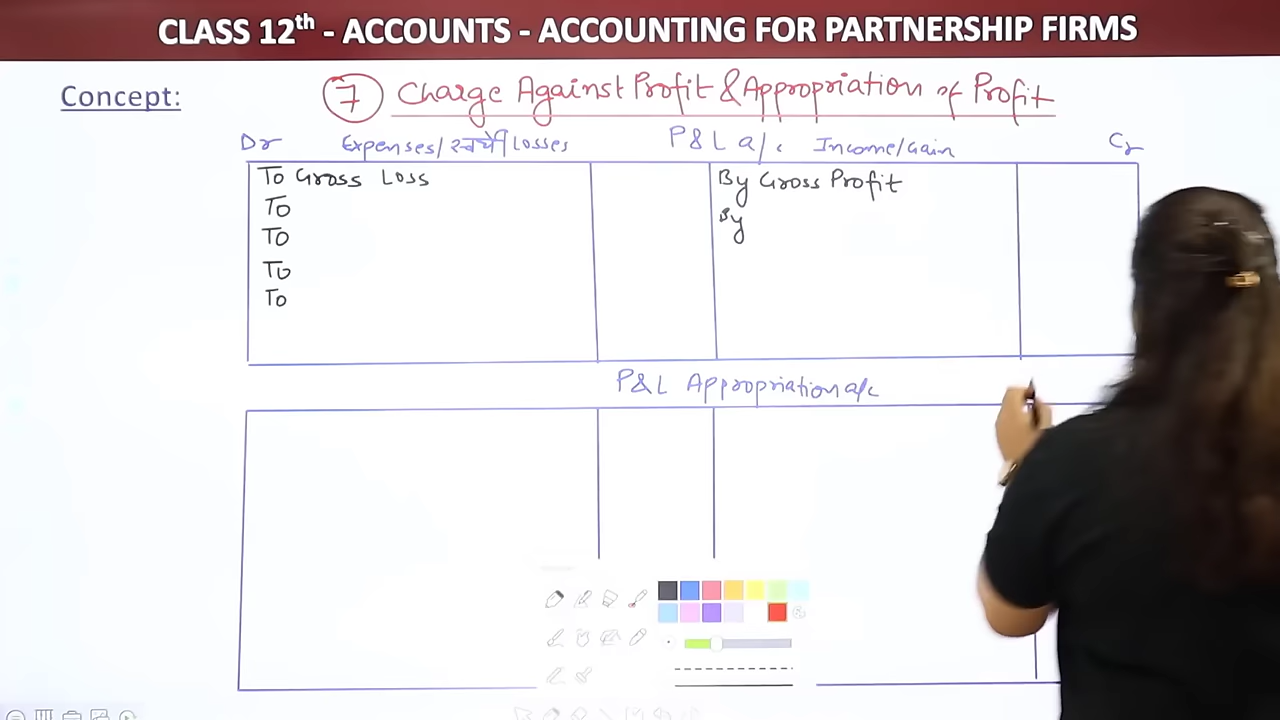 CLASS 12th - ACCOUNTS - ACCOUNTING FOR PARTNERSHIP FIRMS
Concept:
7 Charge Against Profit & Appropriation of Profit
Dr Expenses/खर्चे/Losses P&L a/c Income/Gain Cr
To Gross Loss By Gross Profit
To By
To
To
To
P&L Appropriation a/c